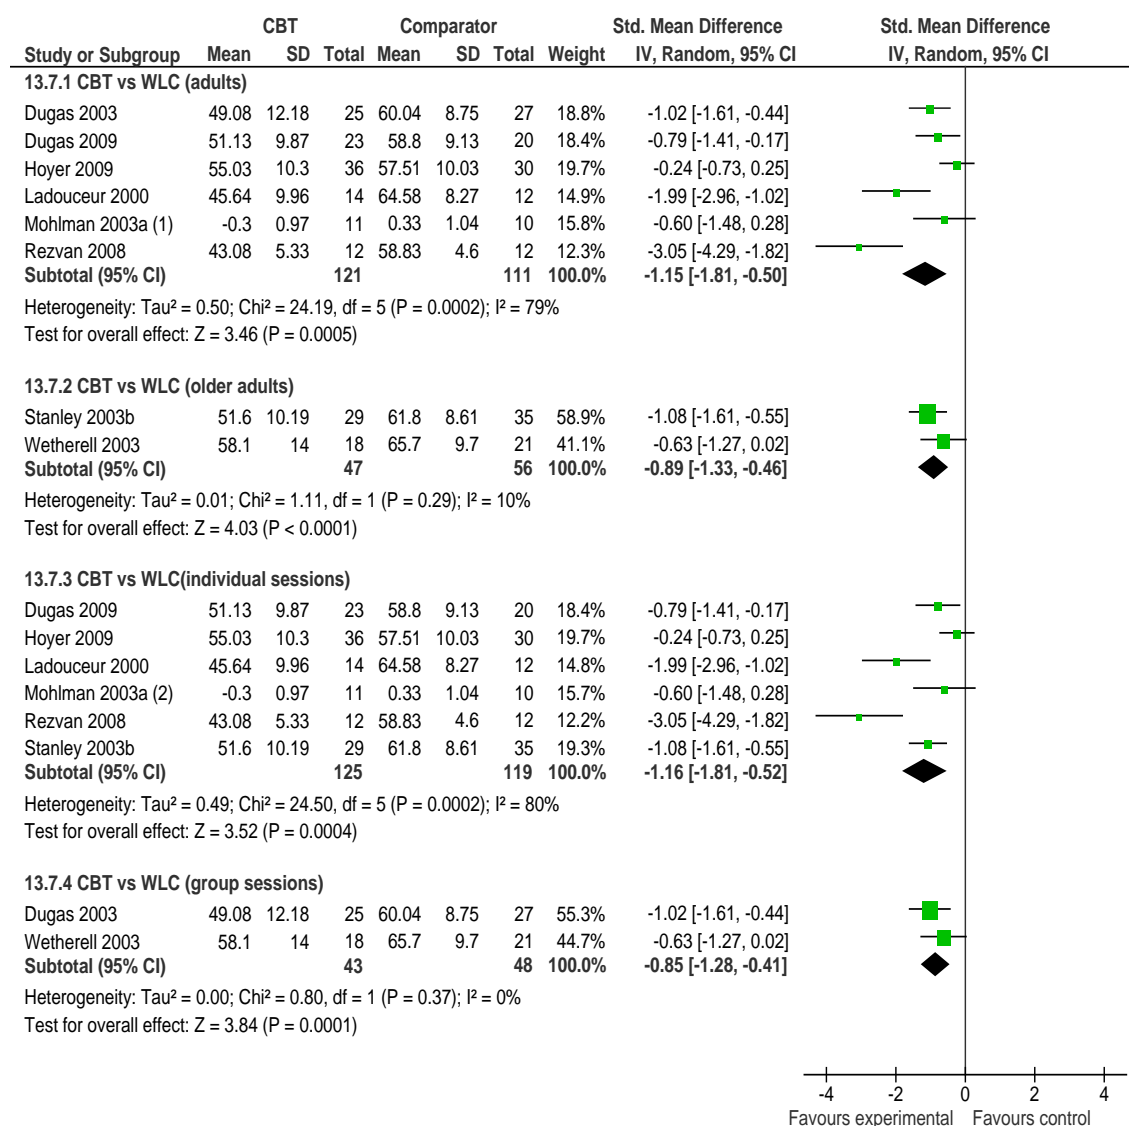 CBT Comparator Std. Mean Difference Std. Mean Difference
Study or Subgroup Mean SD Total Mean SD Total Weight IV, Random, 95% CI IV, Random, 95% CI
13.7.1 CBT vs WLC (adults)
Dugas 2003 49.08 12.18 25 60.04 8.75 27 18.8% -1.02 [-1.61, -0.44]
Dugas 2009 51.13 9.87 23 58.8 9.13 20 18.4% -0.79 [-1.41, -0.17]
Hoyer 2009 55.03 10.3 36 57.51 10.03 30 19.7% -0.24 [-0.73, 0.25]
Ladouceur 2000 45.64 9.96 14 64.58 8.27 12 14.9% -1.99 [-2.96, -1.02]
Mohlman 2003a (1) -0.3 0.97 11 0.33 1.04 10 15.8% -0.60 [-1.48, 0.28]
Rezvan 2008 43.08 5.33 12 58.83 4.6 12 12.3% -3.05 [-4.29, -1.82]
Subtotal (95% CI) 121 111 100.0% -1.15 [-1.81, -0.50]
Heterogeneity: Tau² = 0.50; Chi² = 24.19, df = 5 (P = 0.0002); I² = 79%
Test for overall effect: Z = 3.46 (P = 0.0005)
13.7.2 CBT vs WLC (older adults)
Stanley 2003b 51.6 10.19 29 61.8 8.61 35 58.9% -1.08 [-1.61, -0.55]
Wetherell 2003 58.1 14 18 65.7 9.7 21 41.1% -0.63 [-1.27, 0.02]
Subtotal (95% CI) 47 56 100.0% -0.89 [-1.33, -0.46]
Heterogeneity: Tau² = 0.01; Chi² = 1.11, df = 1 (P = 0.29); I² = 10%
Test for overall effect: Z = 4.03 (P < 0.0001)
13.7.3 CBT vs WLC(individual sessions)
Dugas 2009 51.13 9.87 23 58.8 9.13 20 18.4% -0.79 [-1.41, -0.17]
Hoyer 2009 55.03 10.3 36 57.51 10.03 30 19.7% -0.24 [-0.73, 0.25]
Ladouceur 2000 45.64 9.96 14 64.58 8.27 12 14.8% -1.99 [-2.96, -1.02]
Mohlman 2003a (2) -0.3 0.97 11 0.33 1.04 10 15.7% -0.60 [-1.48, 0.28]
Rezvan 2008 43.08 5.33 12 58.83 4.6 12 12.2% -3.05 [-4.29, -1.82]
Stanley 2003b 51.6 10.19 29 61.8 8.61 35 19.3% -1.08 [-1.61, -0.55]
Subtotal (95% CI) 125 119 100.0% -1.16 [-1.81, -0.52]
Heterogeneity: Tau² = 0.49; Chi² = 24.50, df = 5 (P = 0.0002); I² = 80%
Test for overall effect: Z = 3.52 (P = 0.0004)
13.7.4 CBT vs WLC (group sessions)
Dugas 2003 49.08 12.18 25 60.04 8.75 27 55.3% -1.02 [-1.61, -0.44]
Wetherell 2003 58.1 14 18 65.7 9.7 21 44.7% -0.63 [-1.27, 0.02]
Subtotal (95% CI) 43 48 100.0% -0.85 [-1.28, -0.41]
Heterogeneity: Tau² = 0.00; Chi² = 0.80, df = 1 (P = 0.37); I² = 0%
Test for overall effect: Z = 3.84 (P = 0.0001)
-4 -2 0 2 4
Favours experimental Favours control